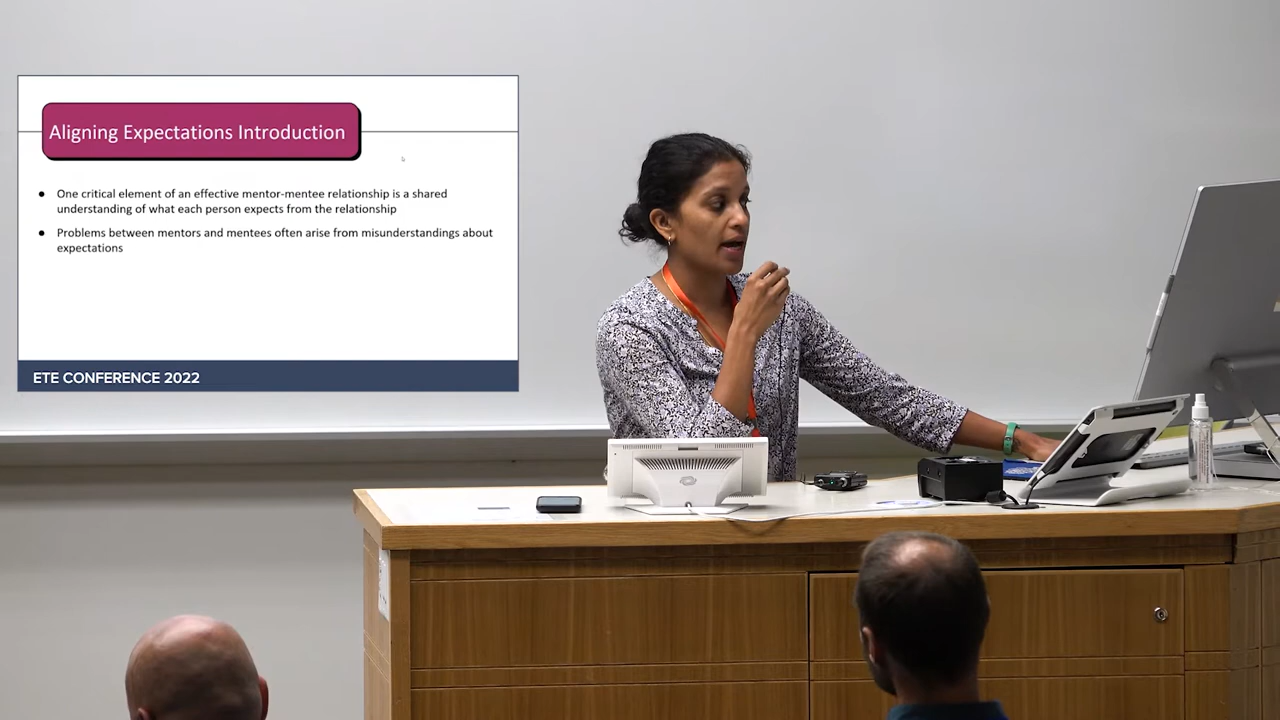 Aligning Expectations Introduction
● One critical element of an effective mentor-mentee relationship is a shared
understanding of what each person expects from the relationship
● Problems between mentors and mentees often arise from misunderstandings about
expectations
ETE CONFERENCE 2022